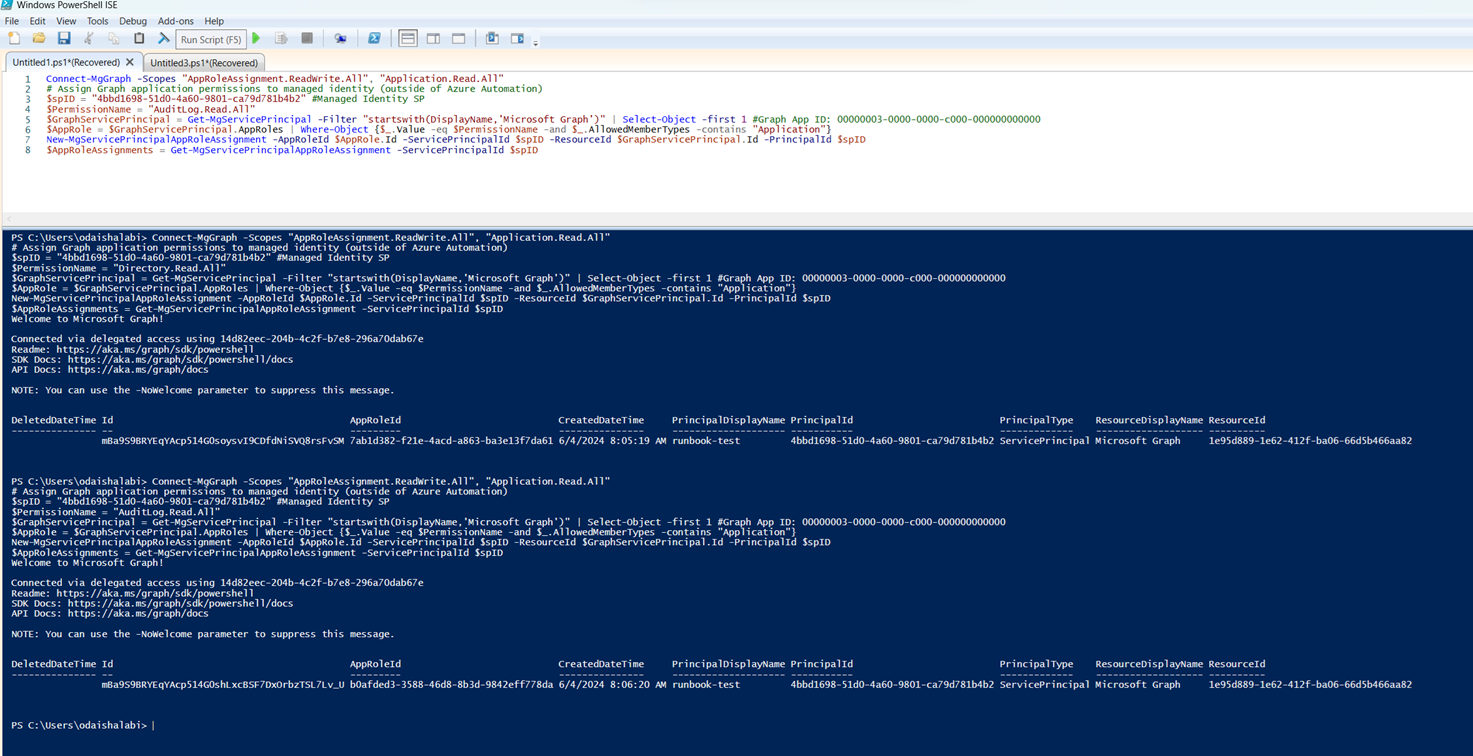 Windows PowerShell ISE
File Edit View Tools Debug Add-ons Help
Run Script (F5)
Untitled1.ps1*(Recovered) X Untitled3.ps1*(Recovered)
1 Connect-MgGraph -Scopes "AppRoleAssignment.ReadWrite.All", "Application.Read.All"
2 # Assign Graph application permissions to managed identity (outside of Azure Automation)
3 $spID = "4bbd1698-51d0-4a60-9801-ca79d781b4b2" #Managed Identity SP
4 $PermissionName = "AuditLog.Read.All"
5 $GraphServicePrincipal = Get-MgServicePrincipal -Filter "startswith(DisplayName,'Microsoft Graph')" | Select-Object -first 1 #Graph App ID: 00000003-0000-0000-c000-000000000000
6 $AppRole = $GraphServicePrincipal.AppRoles | Where-Object {$_.Value -eq $PermissionName -and $_.AllowedMemberTypes -contains "Application"}
7 New-MgServicePrincipalAppRoleAssignment -AppRoleId $AppRole.Id -ServicePrincipalId $spID -ResourceId $GraphServicePrincipal.Id -PrincipalId $spID
8 $AppRoleAssignments = Get-MgServicePrincipalAppRoleAssignment -ServicePrincipalId $spID
PS C:\Users\odaishalabi> Connect-MgGraph -Scopes "AppRoleAssignment.ReadWrite.All", "Application.Read.All"
# Assign Graph application permissions to managed identity (outside of Azure Automation)
$spID = "4bbd1698-51d0-4a60-9801-ca79d781b4b2" #Managed Identity SP
$PermissionName = "Directory.Read.All"
$GraphServicePrincipal = Get-MgServicePrincipal -Filter "startswith(DisplayName,'Microsoft Graph')" | Select-Object -first 1 #Graph App ID: 00000003-0000-0000-c000-000000000000
$AppRole = $GraphServicePrincipal.AppRoles | Where-Object {$_.Value -eq $PermissionName -and $_.AllowedMemberTypes -contains "Application"}
New-MgServicePrincipalAppRoleAssignment -AppRoleId $AppRole.Id -ServicePrincipalId $spID -ResourceId $GraphServicePrincipal.Id -PrincipalId $spID
$AppRoleAssignments = Get-MgServicePrincipalAppRoleAssignment -ServicePrincipalId $spID
Welcome to Microsoft Graph!
Connected via delegated access using 14d82eec-204b-4c2f-b7e8-296a70dab67e
Readme: https://aka.ms/graph/sdk/powershell
SDK Docs: https://aka.ms/graph/sdk/powershell/docs
API Docs: https://aka.ms/graph/docs
NOTE: You can use the -NoWelcome parameter to suppress this message.
DeletedDateTime Id AppRoleId CreatedDateTime PrincipalDisplayName PrincipalId PrincipalType ResourceDisplayName ResourceId
--------------- -- --------- --------------- -------------------- ----------- ------------- ------------------- ----------
mBa9S9BRYEqYAcp514G0soysvI9CDfdNiSVQ8rsFvSM 7ab1d382-f21e-4acd-a863-ba3e13f7da61 6/4/2024 8:05:19 AM runbook-test 4bbd1698-51d0-4a60-9801-ca79d781b4b2 ServicePrincipal Microsoft Graph 1e95d889-1e62-412f-ba06-66d5b466aa82
PS C:\Users\odaishalabi> Connect-MgGraph -Scopes "AppRoleAssignment.ReadWrite.All", "Application.Read.All"
# Assign Graph application permissions to managed identity (outside of Azure Automation)
$spID = "4bbd1698-51d0-4a60-9801-ca79d781b4b2" #Managed Identity SP
$PermissionName = "AuditLog.Read.All"
$GraphServicePrincipal = Get-MgServicePrincipal -Filter "startswith(DisplayName,'Microsoft Graph')" | Select-Object -first 1 #Graph App ID: 00000003-0000-0000-c000-000000000000
$AppRole = $GraphServicePrincipal.AppRoles | Where-Object {$_.Value -eq $PermissionName -and $_.AllowedMemberTypes -contains "Application"}
New-MgServicePrincipalAppRoleAssignment -AppRoleId $AppRole.Id -ServicePrincipalId $spID -ResourceId $GraphServicePrincipal.Id -PrincipalId $spID
$AppRoleAssignments = Get-MgServicePrincipalAppRoleAssignment -ServicePrincipalId $spID
Welcome to Microsoft Graph!
Connected via delegated access using 14d82eec-204b-4c2f-b7e8-296a70dab67e
Readme: https://aka.ms/graph/sdk/powershell
SDK Docs: https://aka.ms/graph/sdk/powershell/docs
API Docs: https://aka.ms/graph/docs
NOTE: You can use the -NoWelcome parameter to suppress this message.
DeletedDateTime Id AppRoleId CreatedDateTime PrincipalDisplayName PrincipalId PrincipalType ResourceDisplayName ResourceId
--------------- -- --------- --------------- -------------------- ----------- ------------- ------------------- ----------
mBa9S9BRYEqYAcp514G0shLxcBSF7DxOrbzTSL7Lv_U b0afded3-3588-46d8-8b3d-9842eff778da 6/4/2024 8:06:20 AM runbook-test 4bbd1698-51d0-4a60-9801-ca79d781b4b2 ServicePrincipal Microsoft Graph 1e95d889-1e62-412f-ba06-66d5b466aa82
PS C:\Users\odaishalabi>